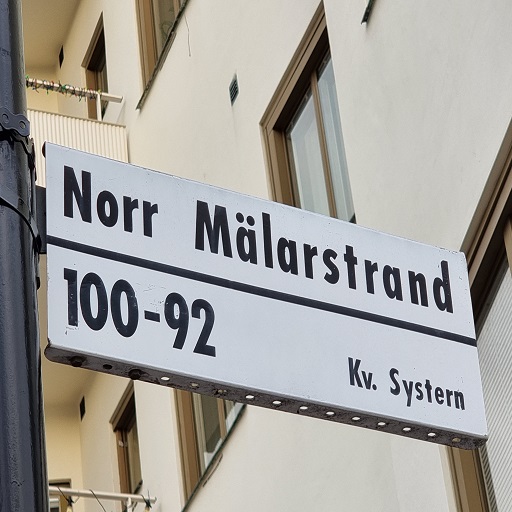 Norr Mälarstrand
100-92
Kv. Systern